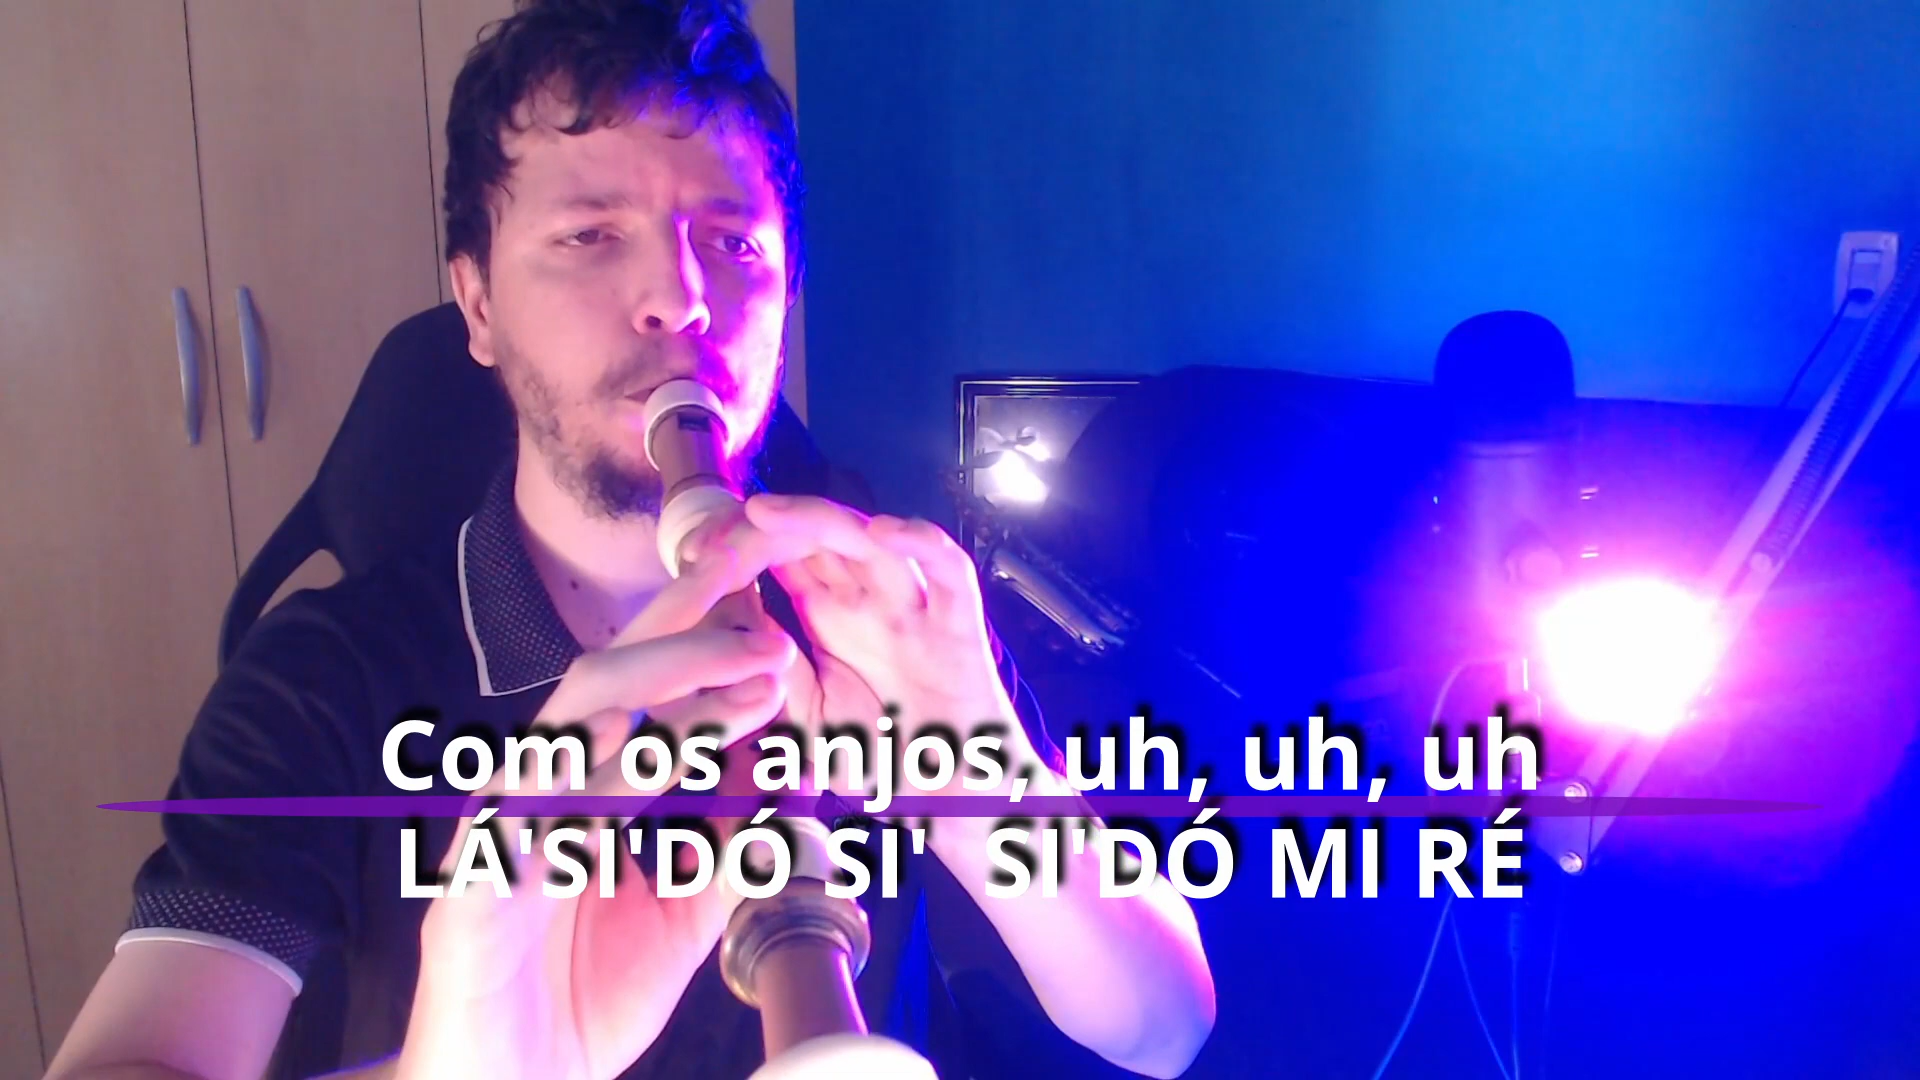 Com os anjos, uh, uh, uh
LÁ'SI'DÓ SI' SI'DÓ MI RÉ